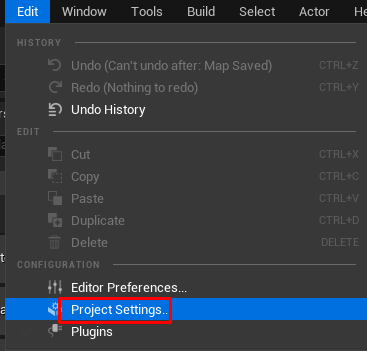 Edit Window Tools Build Select Actor He
HISTORY
Undo (Can't undo after: Map Saved) CTRL+Z
Redo (Nothing to redo) CTRL+Y
Undo History
EDIT
Cut CTRL+X
Copy CTRL+C
Paste CTRL+V
Duplicate CTRL+D
Delete DELETE
CONFIGURATION
Editor Preferences...
Project Settings...
Plugins